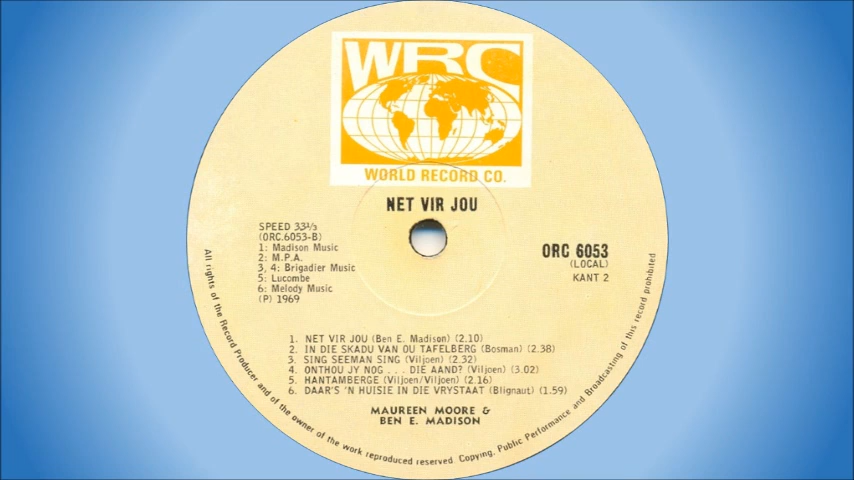 WRC
WORLD RECORD CO.
NET VIR JOU
SPEED 33⅓
(ORC.6053-B)
1: Madison Music
2: M.P.A.
3, 4: Brigadier Music
5: Lucombe
6: Melody Music
(P) 1969
ORC 6053
(LOCAL)
KANT 2
1. NET VIR JOU (Ben E. Madison) (2.10)
2. IN DIE SKADU VAN OU TAFELBERG (Bosman) (2.38)
3. SING SEEMAN SING (Viljoen) (2.32)
4. ONTHOU JY NOG . . . DIE AAND? (Viljoen) (3.02)
5. HANTAMBERGE (Viljoen/Viljoen) (2.16)
6. DAAR'S 'N HUISIE IN DIE VRYSTAAT (Blignaut) (1.59)
MAUREEN MOORE &
BEN E. MADISON
All rights of the Record Producer and of the owner of the work reproduced reserved. Copying, Public Performance and Broadcasting of this record prohibited